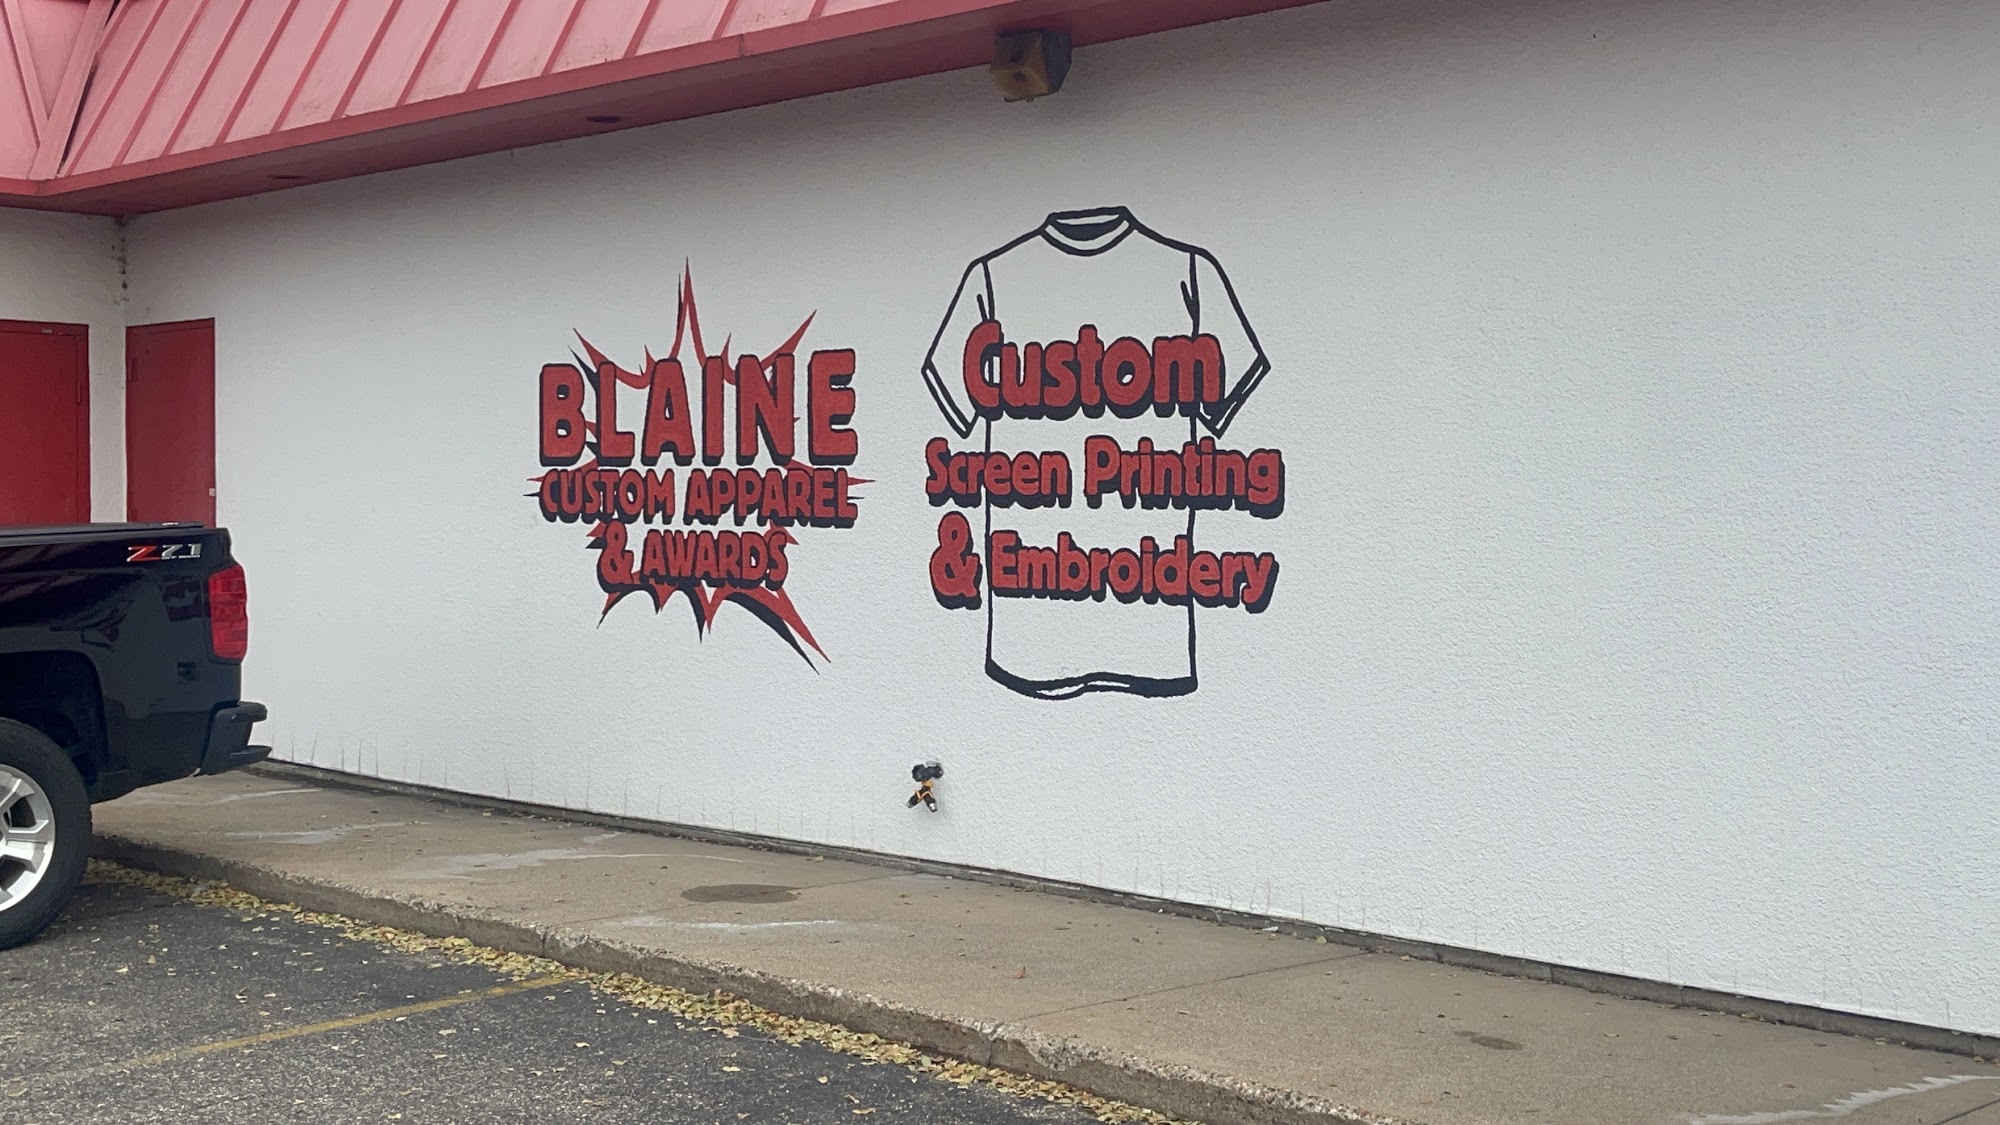 BLAINE
CUSTOM APPAREL
& AWARDS
Custom
Screen Printing
& Embroidery
Z71